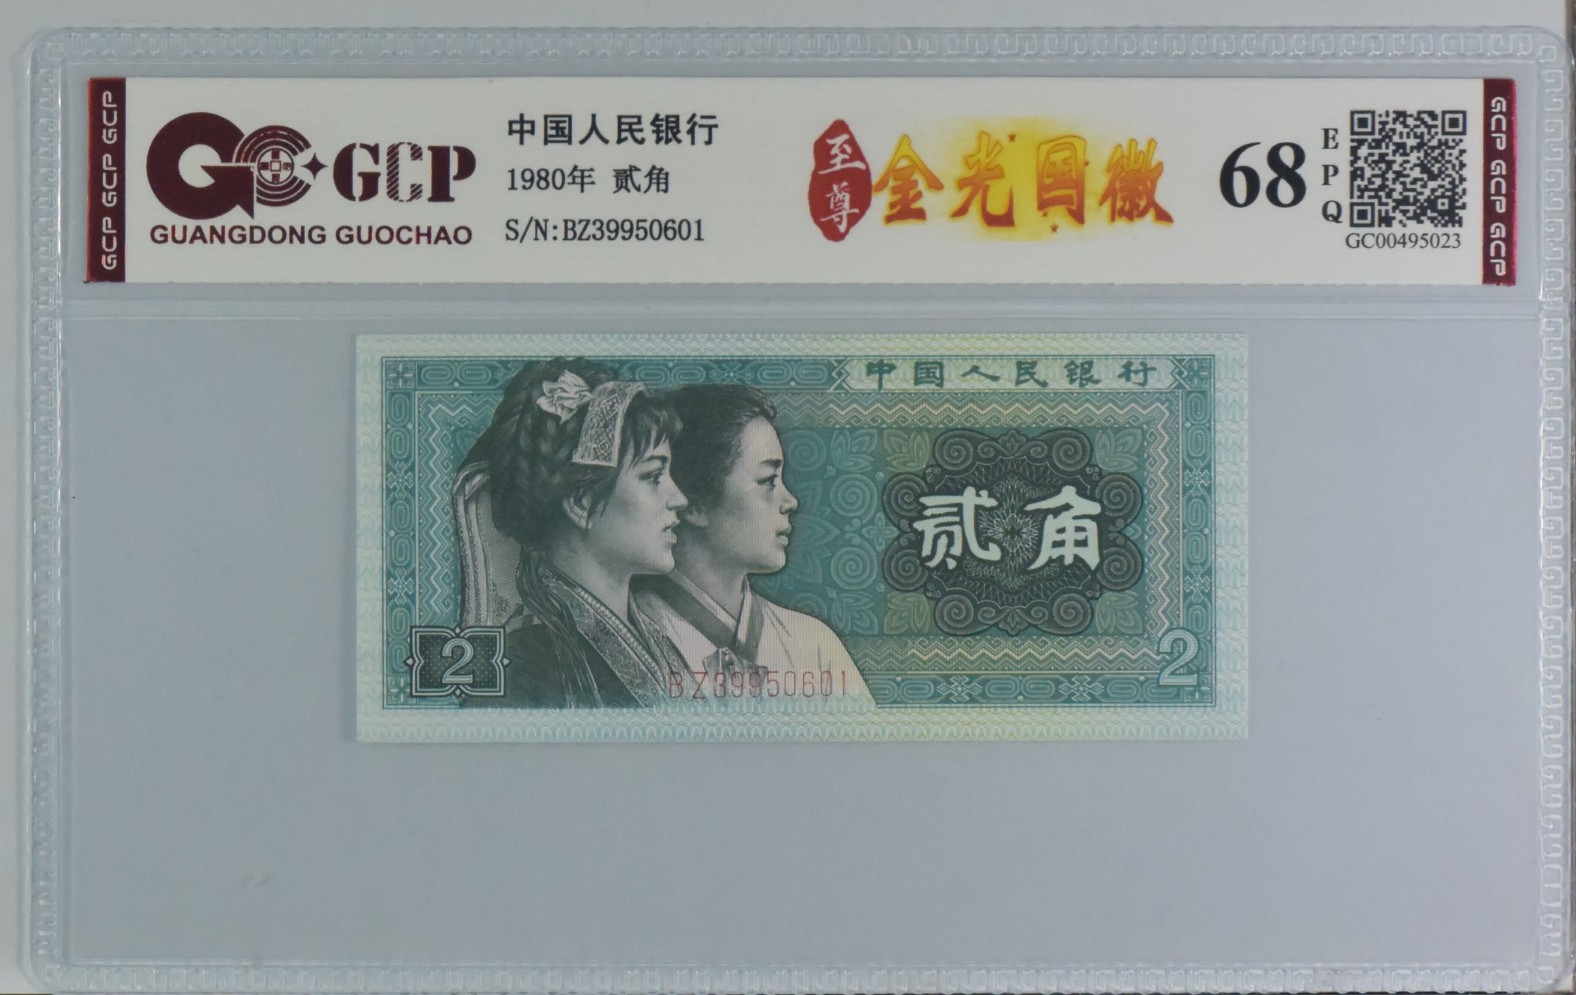 GCP GCP GCP
GCP
GUANGDONG GUOCHAO
中国人民银行
1980年 贰角
S/N:BZ39950601
至尊
金光国徽
68
EPQ
GC00495023
GCP GCP GCP
中国人民银行
贰角
2
2
BZ39950601